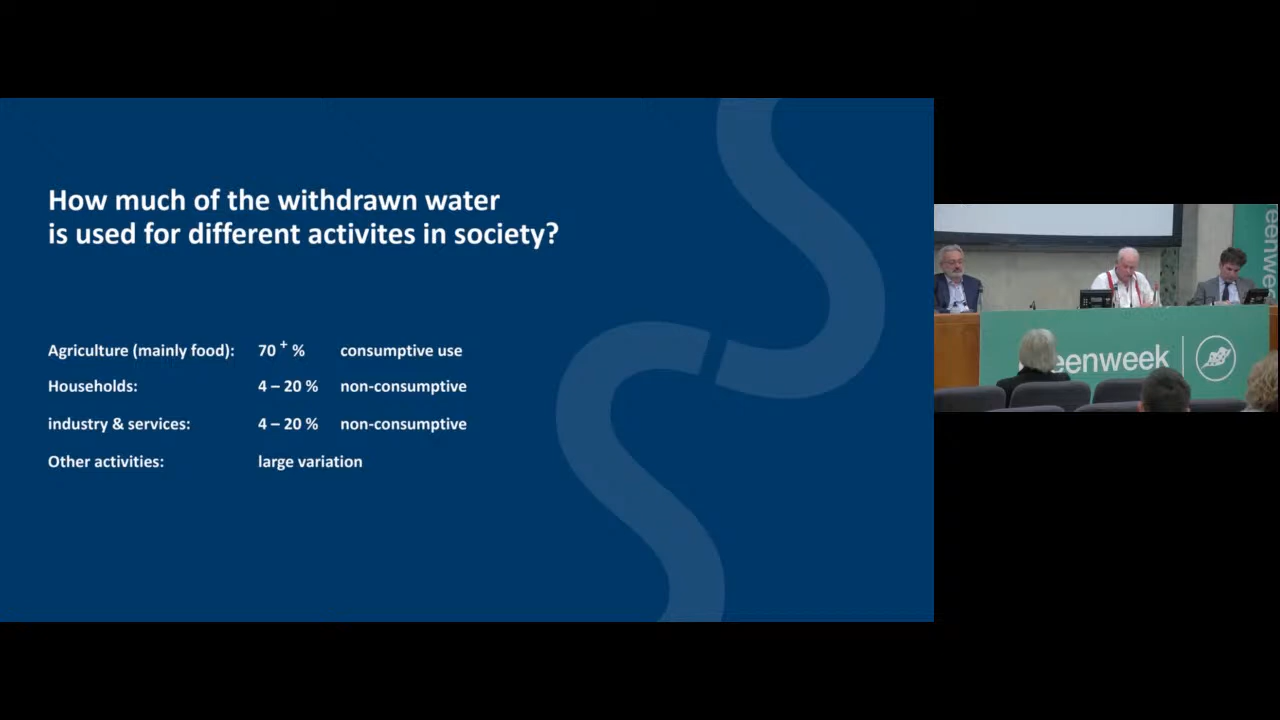 How much of the withdrawn water
is used for different activites in society?
Agriculture (mainly food): 70 + % consumptive use
Households: 4 – 20 % non-consumptive
industry & services: 4 – 20 % non-consumptive
Other activities: large variation
eenweek
eenwe